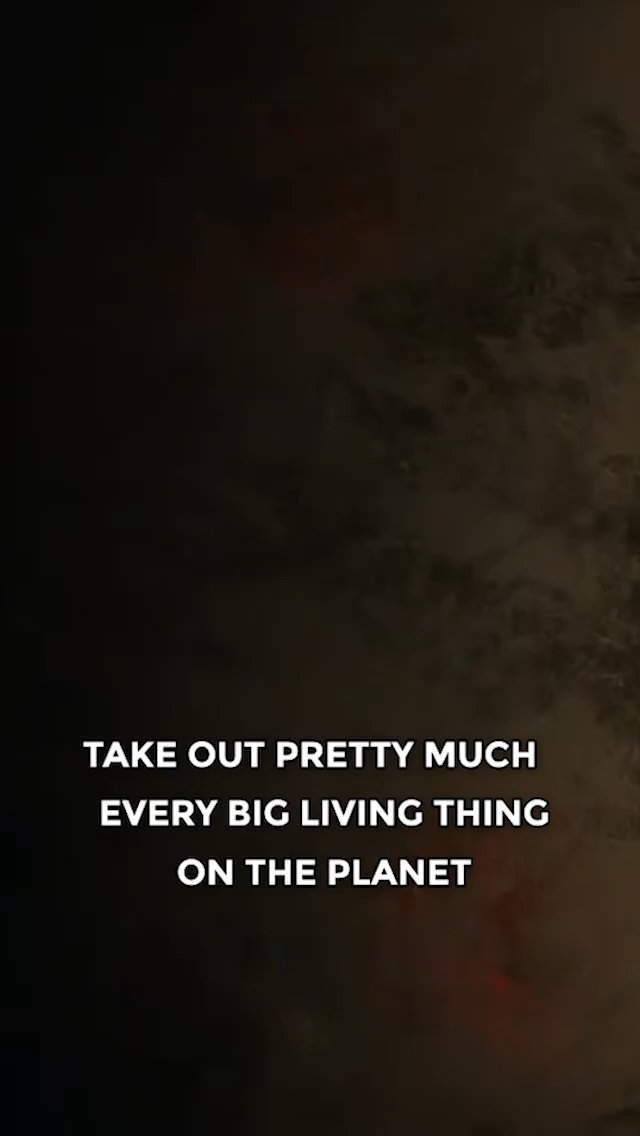 TAKE OUT PRETTY MUCH
EVERY BIG LIVING THING
ON THE PLANET